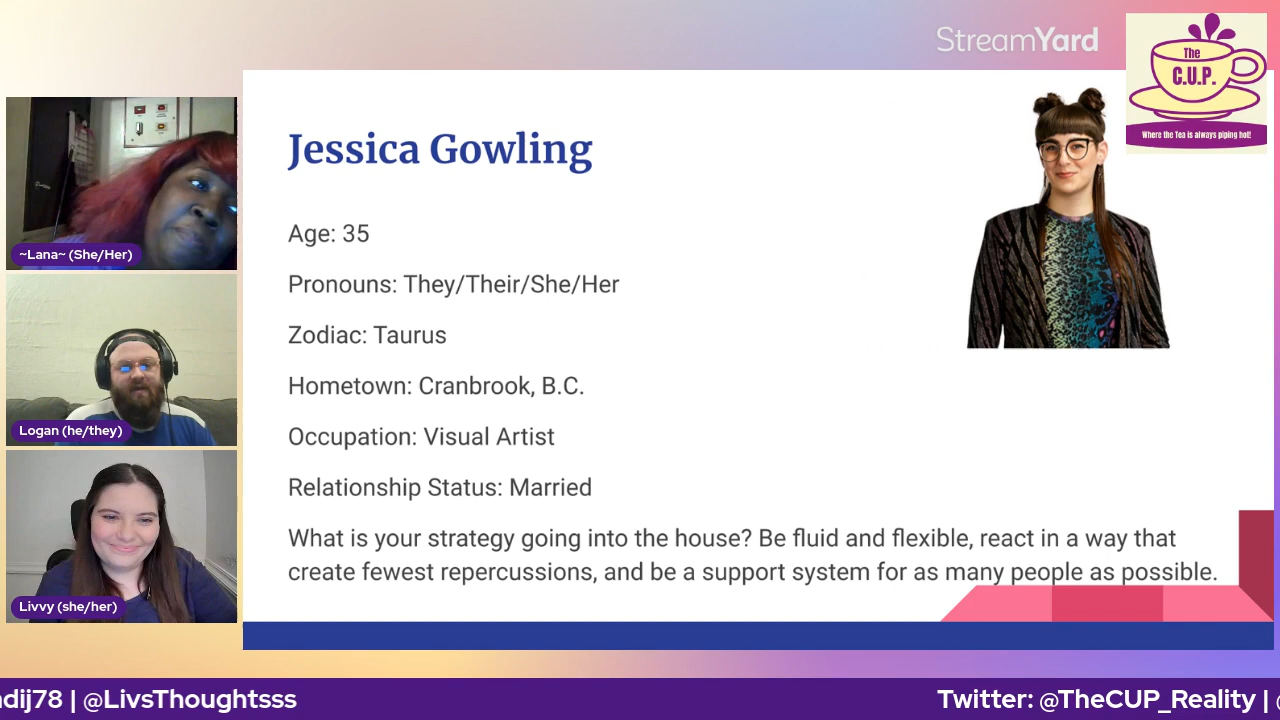 StreamYard
The
C.U.P.
Where the Tea is always piping hot!
Jessica Gowling
Age: 35
Pronouns: They/Their/She/Her
Zodiac: Taurus
Hometown: Cranbrook, B.C.
Occupation: Visual Artist
Relationship Status: Married
What is your strategy going into the house? Be fluid and flexible, react in a way that
create fewest repercussions, and be a support system for as many people as possible.
~Lana~ (She/Her)
Logan (he/they)
Livvy (she/her)
dij78 | @LivsThoughtsss
Twitter: @TheCUP_Reality |